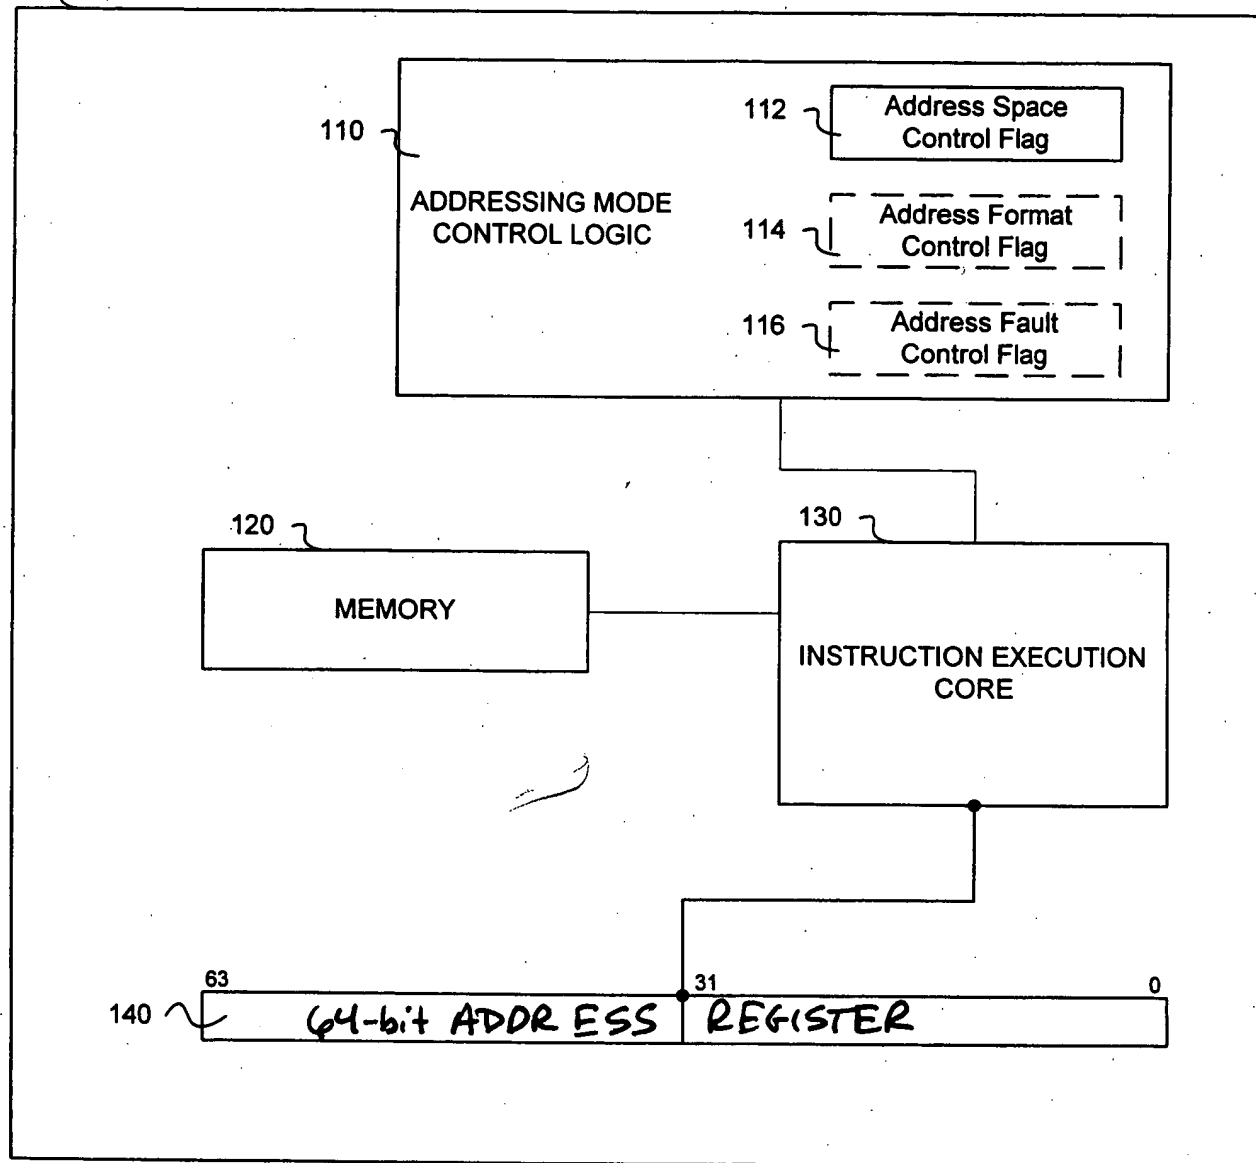 112
Address Space
Control Flag
110
ADDRESSING MODE
CONTROL LOGIC
114
Address Format
Control Flag
116
Address Fault
Control Flag
120
MEMORY
130
INSTRUCTION EXECUTION
CORE
63
31
0
140
64-bit ADDRESS REGISTER